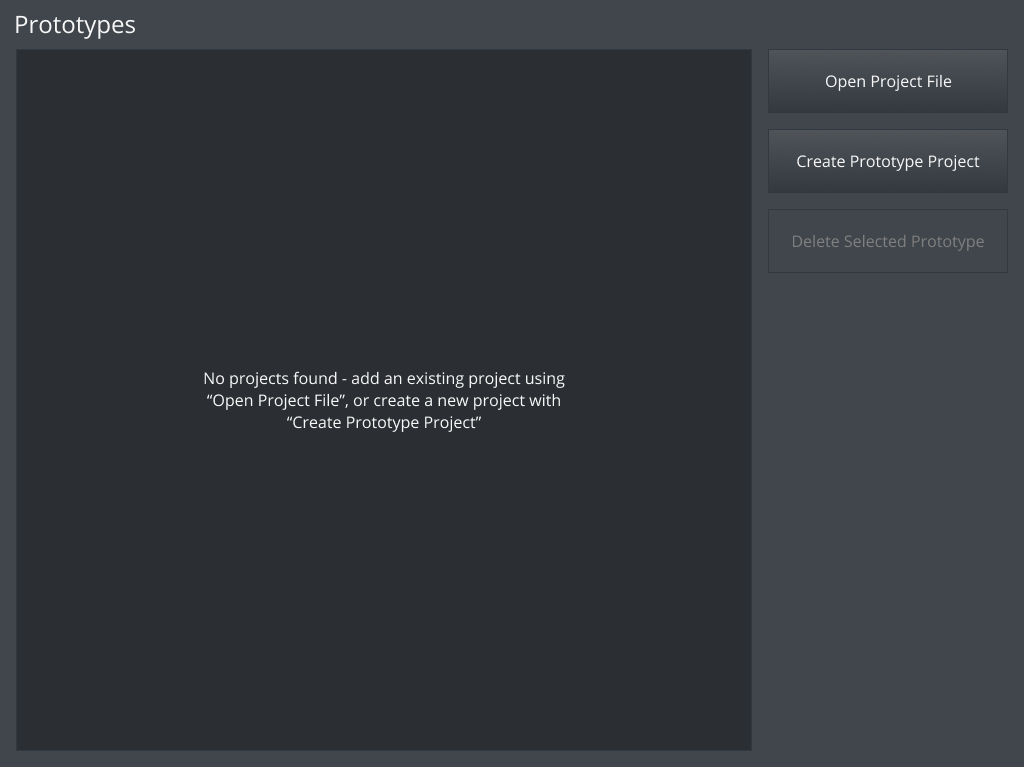 Prototypes
Open Project File
Create Prototype Project
Delete Selected Prototype
No projects found - add an existing project using
“Open Project File”, or create a new project with
“Create Prototype Project”